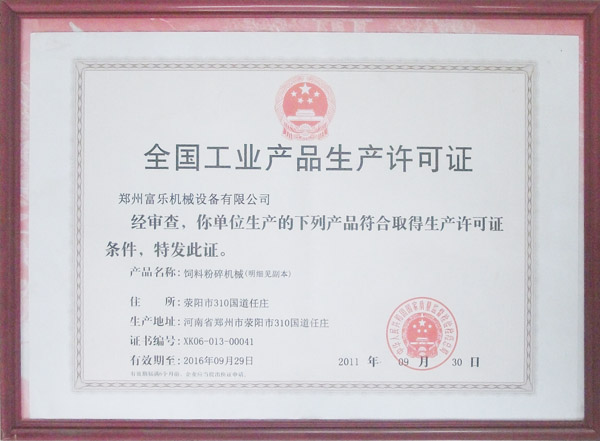 全国工业产品生产许可证
郑州富乐机械设备有限公司
经审查，你单位生产的下列产品符合取得生产许可证
条件，特发此证。
产品名称：饲料粉碎机械(明细见副本)
住 所：荥阳市310国道任庄
生产地址：河南省郑州市荥阳市310国道任庄
证书编号：XK06-013-00041
有效期至：2016年09月29日
2011 年 09 月 30 日